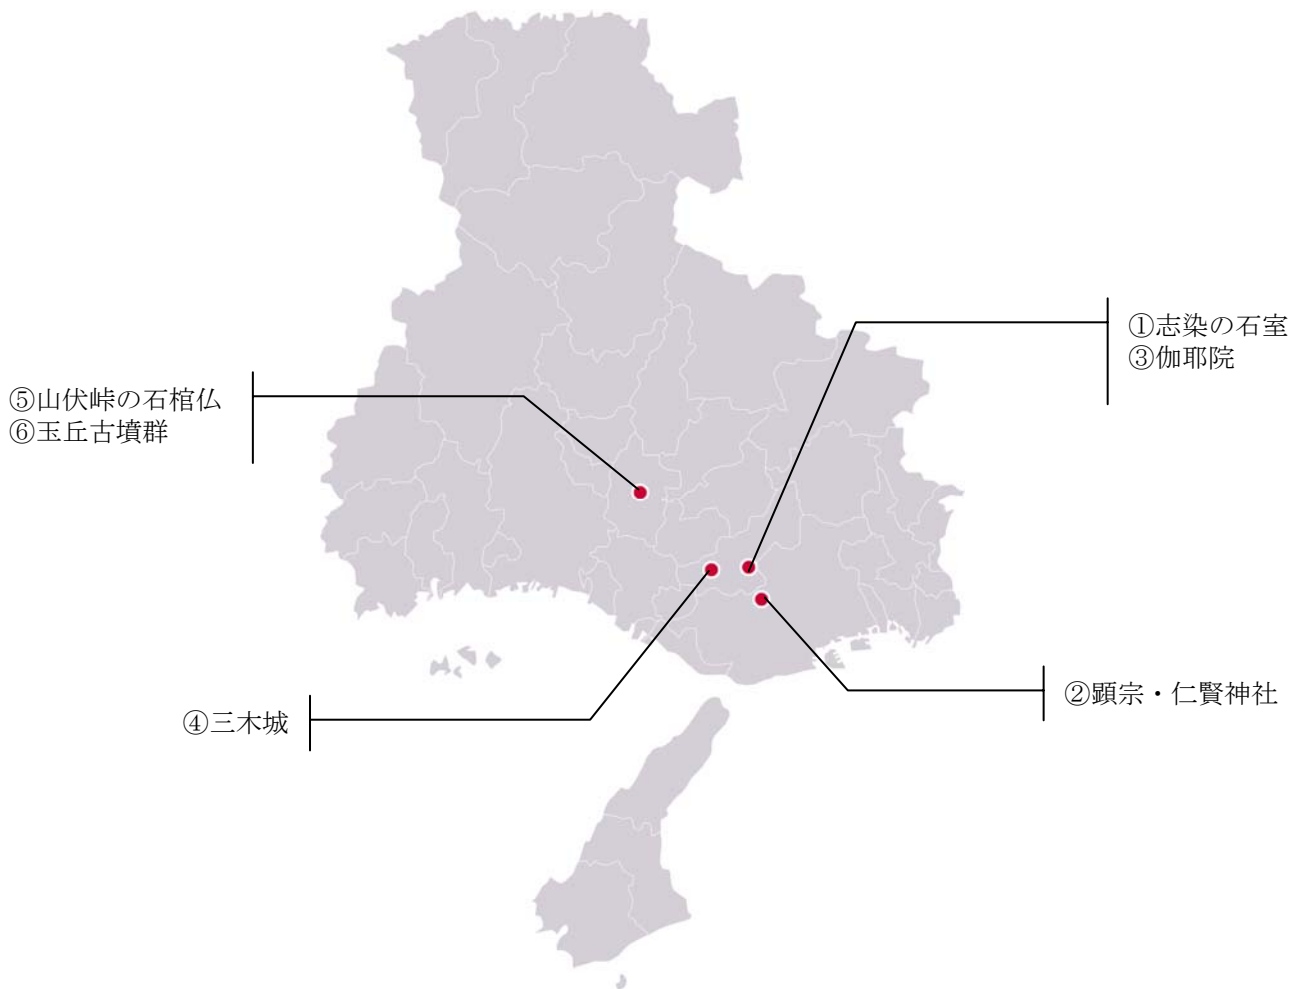 ①志染の石室
③伽耶院
⑤山伏峠の石棺仏
⑥玉丘古墳群
②顕宗・仁賢神社
④三木城